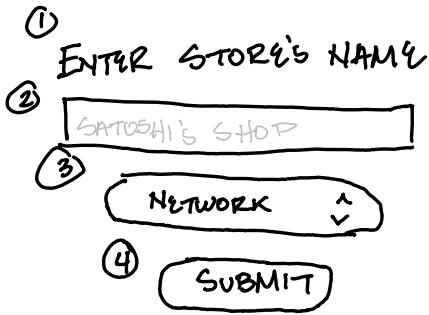 1
ENTER STORE'S NAME
2
SATOSHI'S SHOP
3
NETWORK
4
SUBMIT